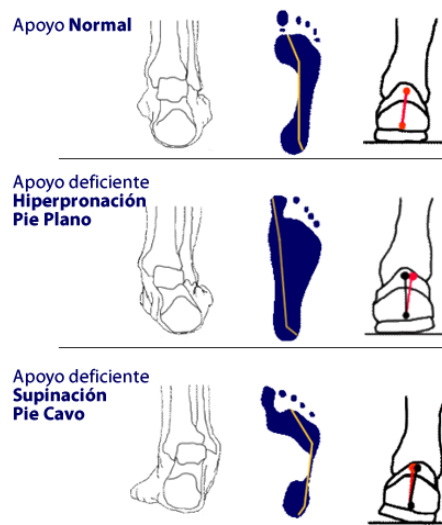 Apoyo Normal
Apoyo deficiente
Hiperpronación
Pie Plano
Apoyo deficiente
Supinación
Pie Cavo